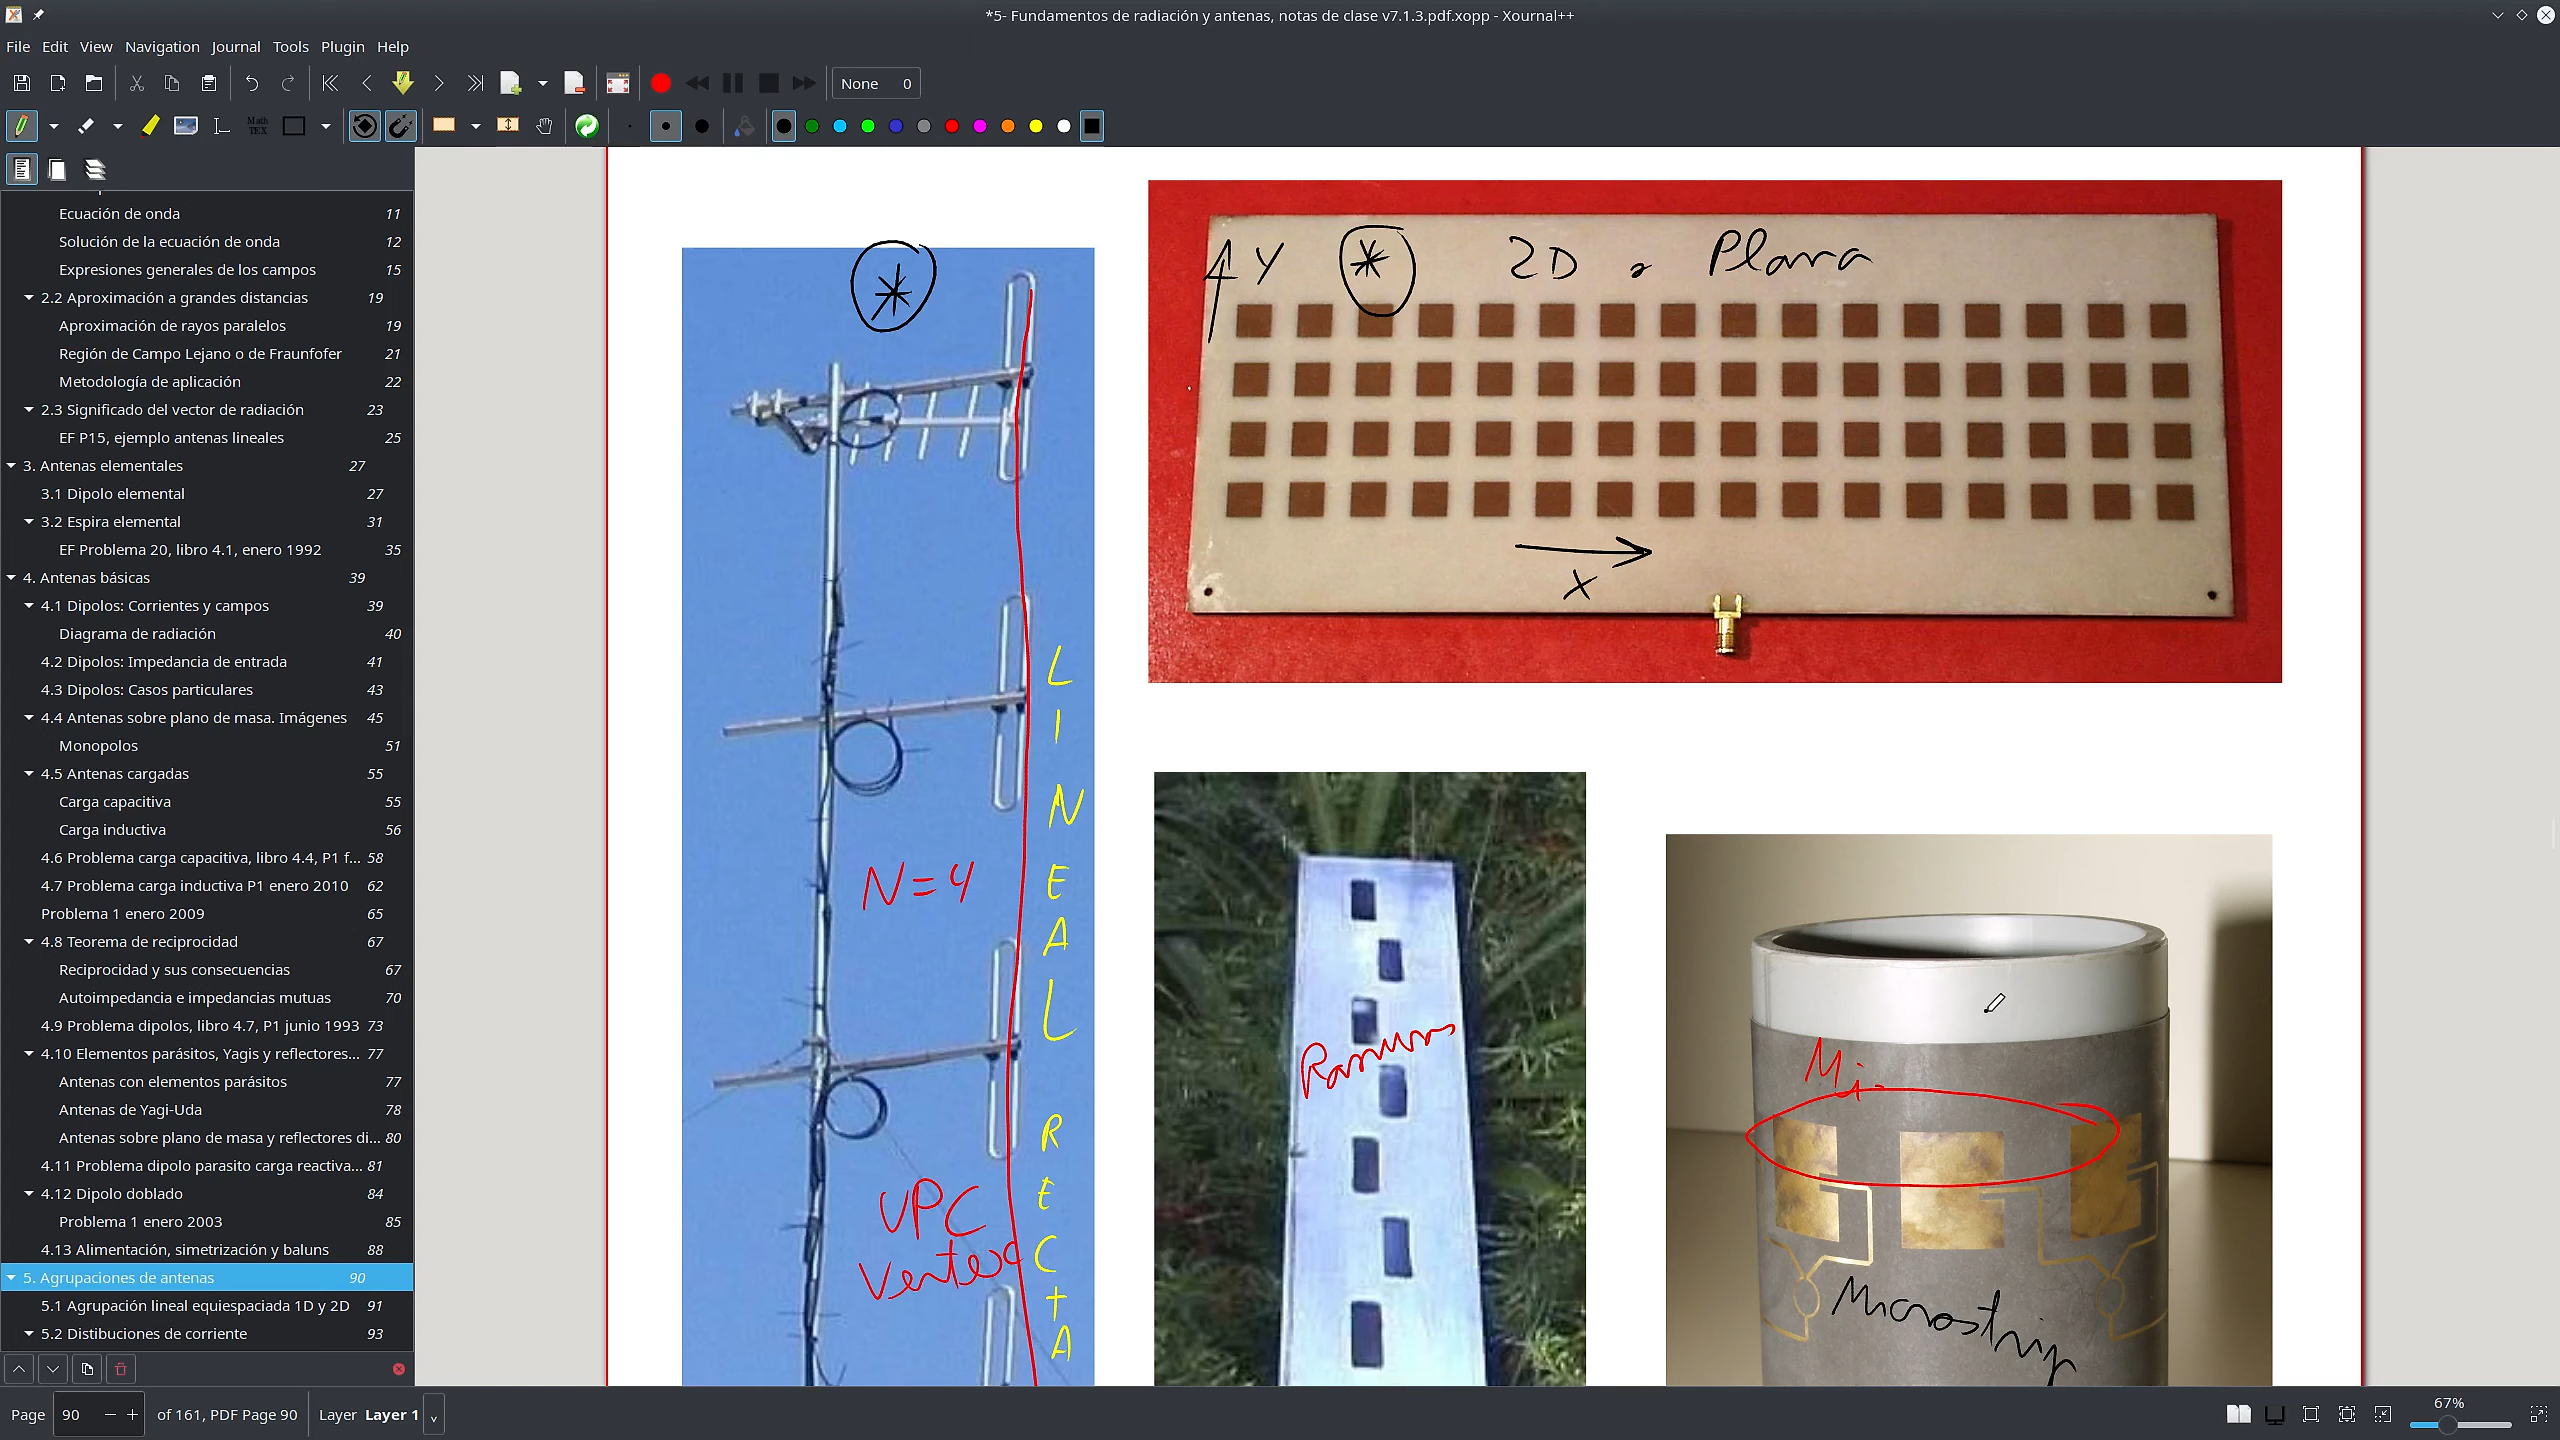 *5- Fundamentos de radiación y antenas, notas de clase v7.1.3.pdf.xopp - Xournal++
File Edit View Navigation Journal Tools Plugin Help
None 0
Math TEX
Ecuación de onda 11
Solución de la ecuación de onda 12
Expresiones generales de los campos 15
2.2 Aproximación a grandes distancias 19
Aproximación de rayos paralelos 19
Región de Campo Lejano o de Fraunfofer 21
Metodología de aplicación 22
2.3 Significado del vector de radiación 23
EF P15, ejemplo antenas lineales 25
3. Antenas elementales 27
3.1 Dipolo elemental 27
3.2 Espira elemental 31
EF Problema 20, libro 4.1, enero 1992 35
4. Antenas básicas 39
4.1 Dipolos: Corrientes y campos 39
Diagrama de radiación 40
4.2 Dipolos: Impedancia de entrada 41
4.3 Dipolos: Casos particulares 43
4.4 Antenas sobre plano de masa. Imágenes 45
Monopolos 51
4.5 Antenas cargadas 55
Carga capacitiva 55
Carga inductiva 56
4.6 Problema carga capacitiva, libro 4.4, P1 f... 58
4.7 Problema carga inductiva P1 enero 2010 62
Problema 1 enero 2009 65
4.8 Teorema de reciprocidad 67
Reciprocidad y sus consecuencias 67
Autoimpedancia e impedancias mutuas 70
4.9 Problema dipolos, libro 4.7, P1 junio 1993 73
4.10 Elementos parásitos, Yagis y reflectores... 77
Antenas con elementos parásitos 77
Antenas de Yagi-Uda 78
Antenas sobre plano de masa y reflectores di... 80
4.11 Problema dipolo parasito carga reactiva... 81
4.12 Dipolo doblado 84
Problema 1 enero 2003 85
4.13 Alimentación, simetrización y baluns 88
5. Agrupaciones de antenas 90
5.1 Agrupación lineal equiespaciada 1D y 2D 91
5.2 Distibuciones de corriente 93
*
N=4
UPC
Vertex
LINEAL RECTA
Y * 2D Plana
X
Mi
Microstrip
Page 90 of 161, PDF Page 90 Layer Layer 1
67%